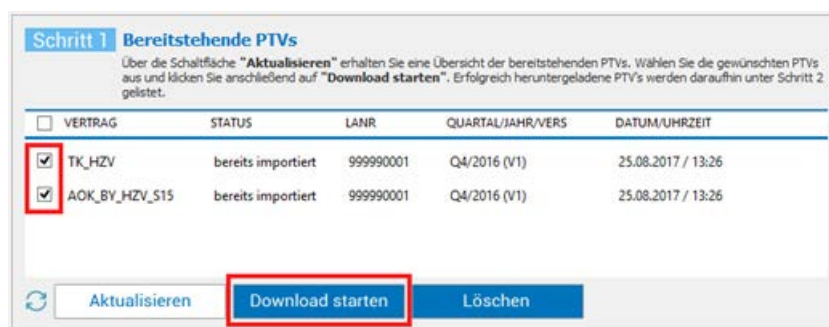 Schritt 1 Bereitstehende PTVs
Über die Schaltfläche "Aktualisieren" erhalten Sie eine Übersicht der bereitstehenden PTVs. Wählen Sie die gewünschten PTVs
aus und klicken Sie anschließend auf "Download starten". Erfolgreich heruntergeladene PTV's werden daraufhin unter Schritt 2
gelistet.
VERTRAG STATUS LANR QUARTAL/JAHR/VERS DATUM/UHRZEIT
TK_HZV bereits importiert 999990001 Q4/2016 (V1) 25.08.2017 / 13:26
AOK_BY_HZV_S15 bereits importiert 999990001 Q4/2016 (V1) 25.08.2017 / 13:26
Aktualisieren Download starten Löschen